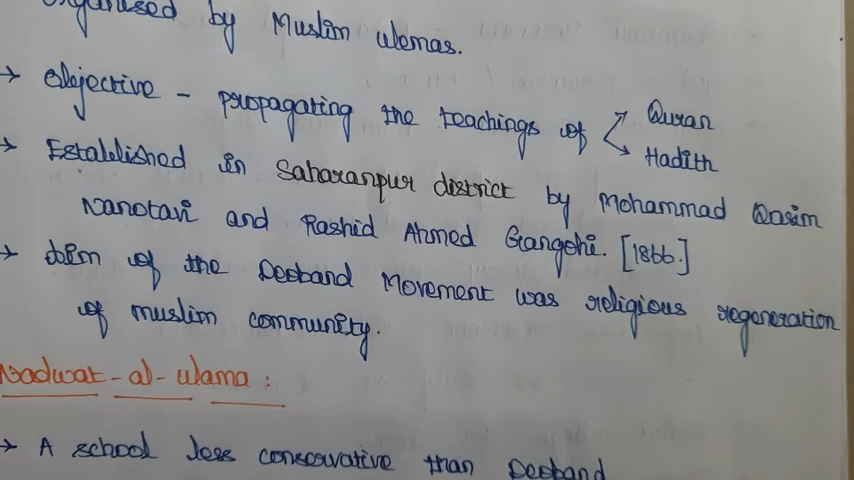 organised by Muslim ulemas.
→ Objective - propagating the teachings of Quran
Hadith
→ Established in Saharanpur district by Mohammad Qasim
Nanotavi and Rashid Ahmed Gangohi. [1866.]
→ Aim of the Deoband Movement was religious regeneration
of muslim community.
Nadwat-al-ulama :
→ A school less conservative than Deoband